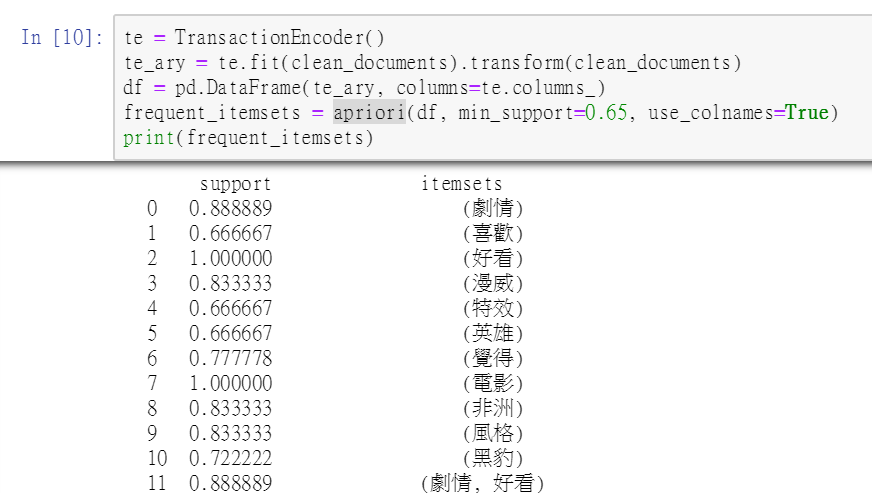 In [10]: te = TransactionEncoder()
te_ary = te.fit(clean_documents).transform(clean_documents)
df = pd.DataFrame(te_ary, columns=te.columns_)
frequent_itemsets = apriori(df, min_support=0.65, use_colnames=True)
print(frequent_itemsets)
support itemsets
0 0.888889 (劇情)
1 0.666667 (喜歡)
2 1.000000 (好看)
3 0.833333 (漫威)
4 0.666667 (特效)
5 0.666667 (英雄)
6 0.777778 (覺得)
7 1.000000 (電影)
8 0.833333 (非洲)
9 0.833333 (風格)
10 0.722222 (黑豹)
11 0.888889 (劇情, 好看)